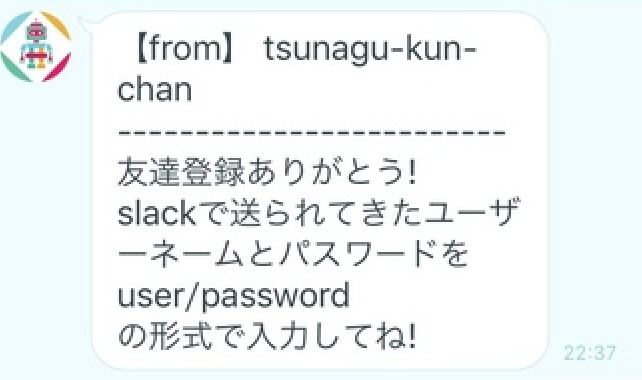 【from】 tsunagu-kun-
chan
-------------------------
友達登録ありがとう!
slackで送られてきたユーザ
ーネームとパスワードを
user/password
の形式で入力してね!
22:37